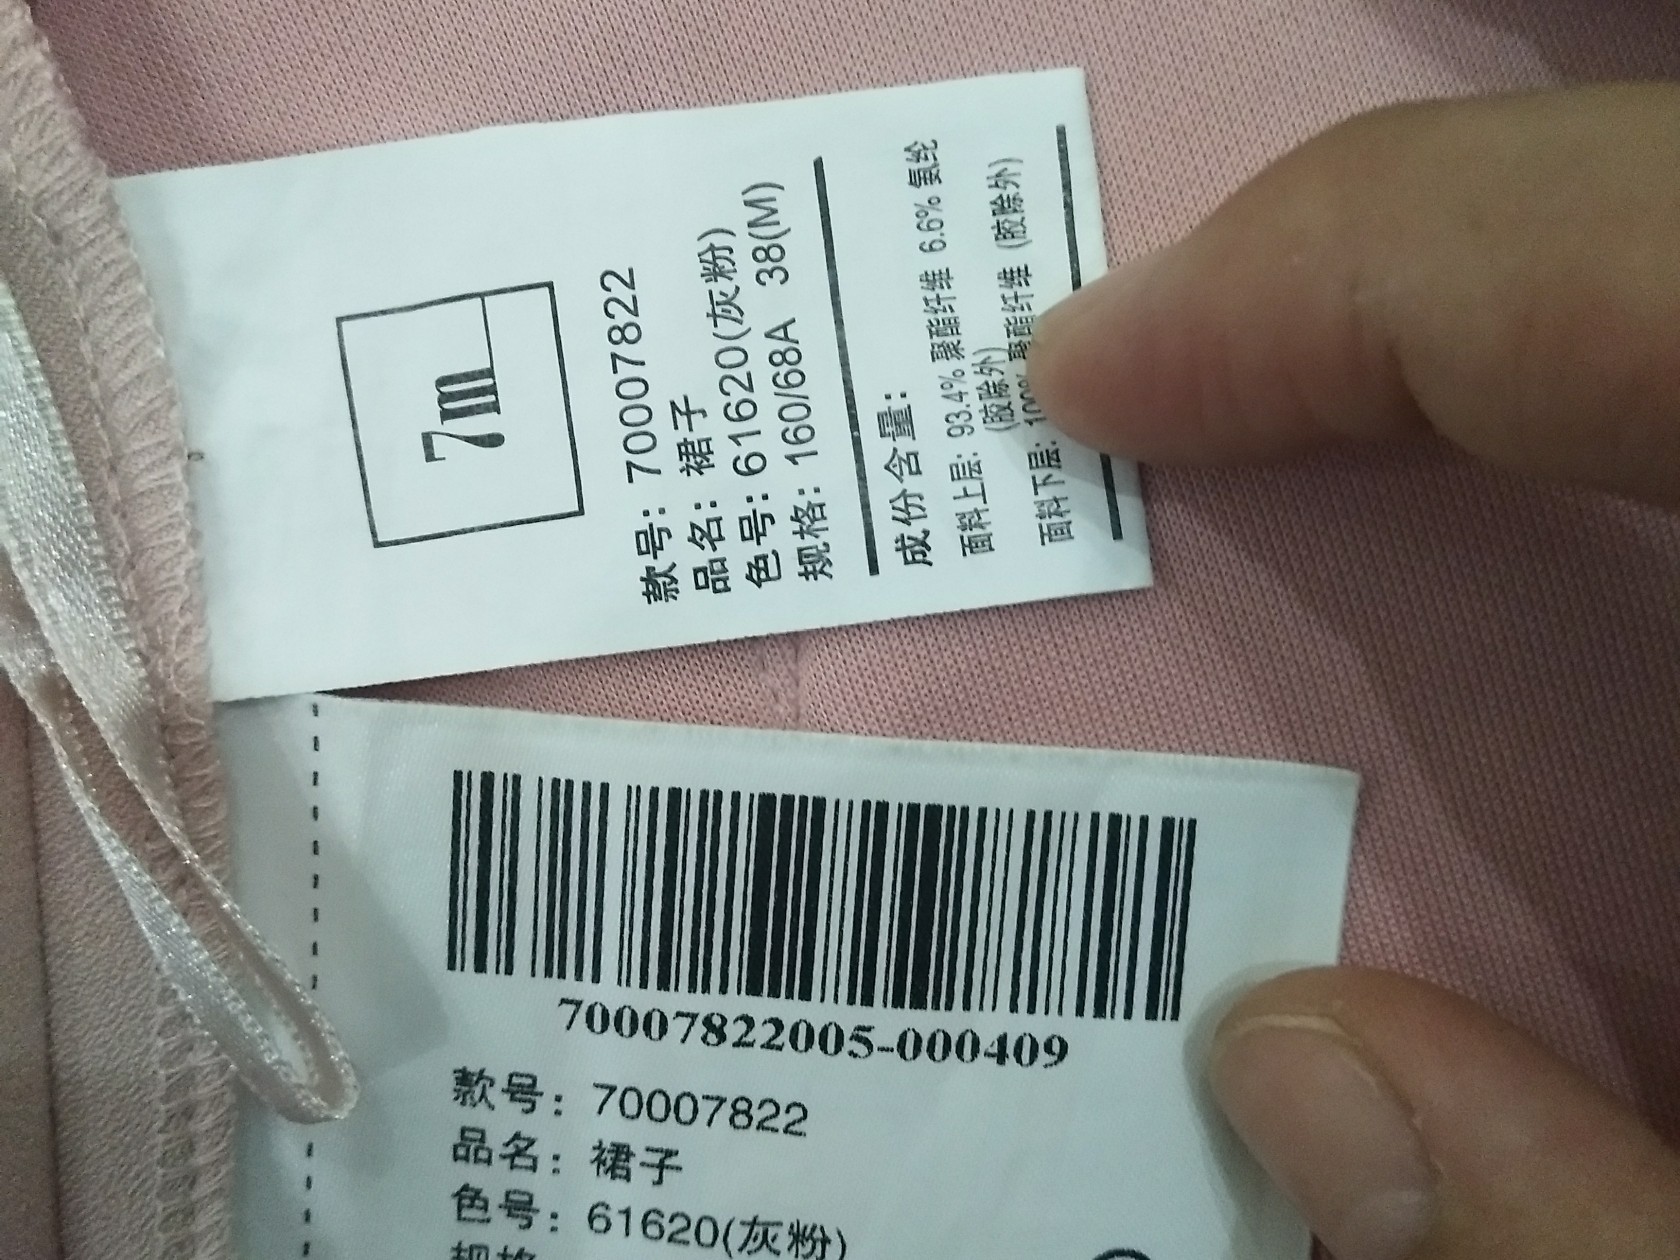 7m
款号: 70007822
品名: 裙子
色号: 61620(灰粉)
规格: 160/68A 38(M)
成份含量:
面料上层: 93.4% 聚酯纤维 6.6% 氨纶
(胶除外)
面料下层: 100% 聚酯纤维 (胶除外)
70007822005-000409
款号: 70007822
品名: 裙子
色号: 61620(灰粉)
规格